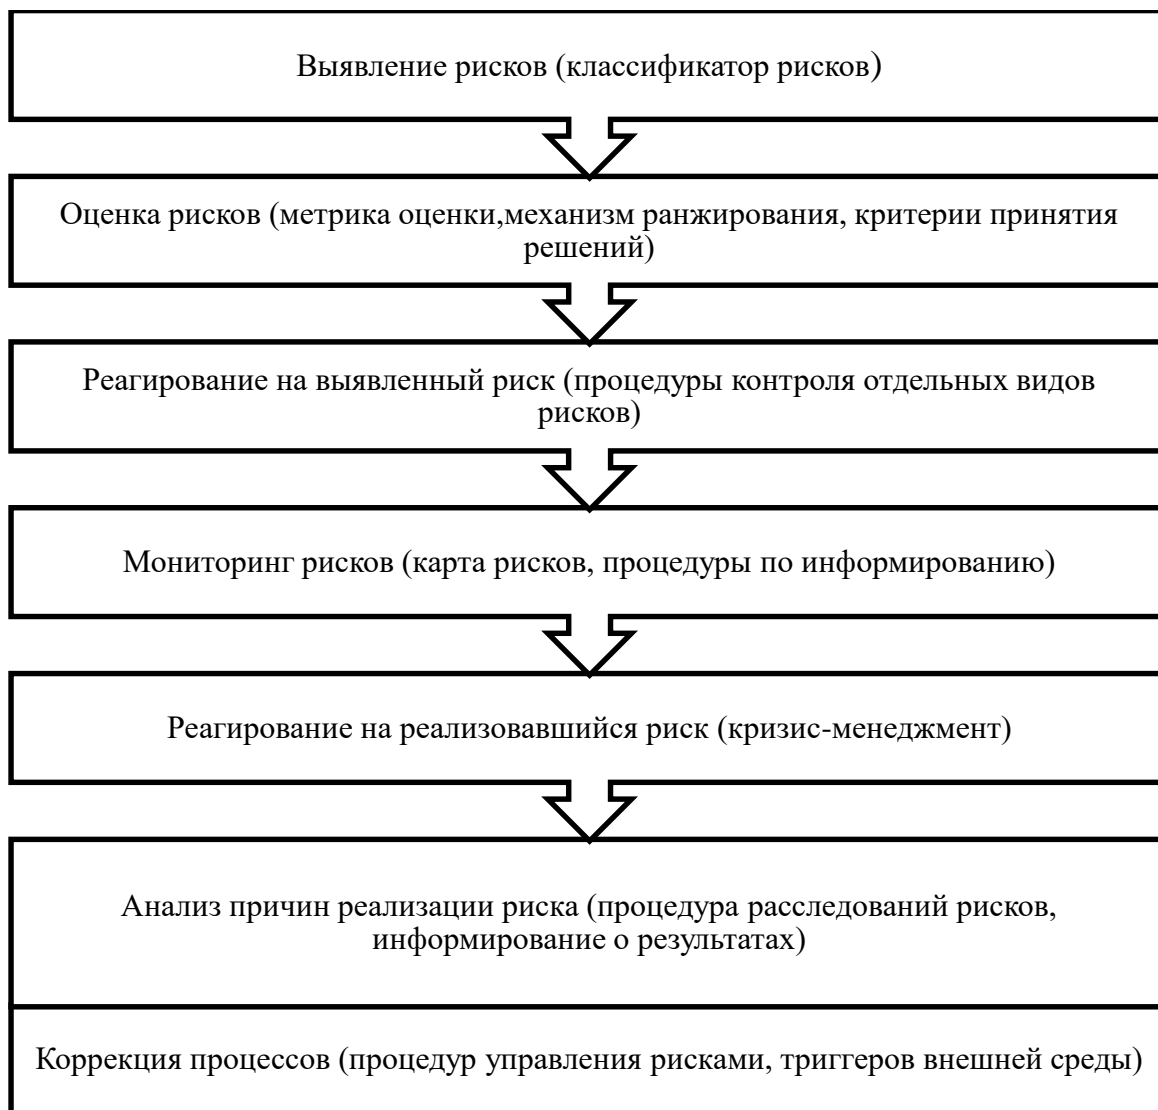 Выявление рисков (классификатор рисков)
Оценка рисков (метрика оценки,механизм ранжирования, критерии принятия
решений)
Реагирование на выявленный риск (процедуры контроля отдельных видов
рисков)
Мониторинг рисков (карта рисков, процедуры по информированию)
Реагирование на реализовавшийся риск (кризис-менеджмент)
Анализ причин реализации риска (процедура расследований рисков,
информирование о результатах)
Коррекция процессов (процедур управления рисками, триггеров внешней среды)